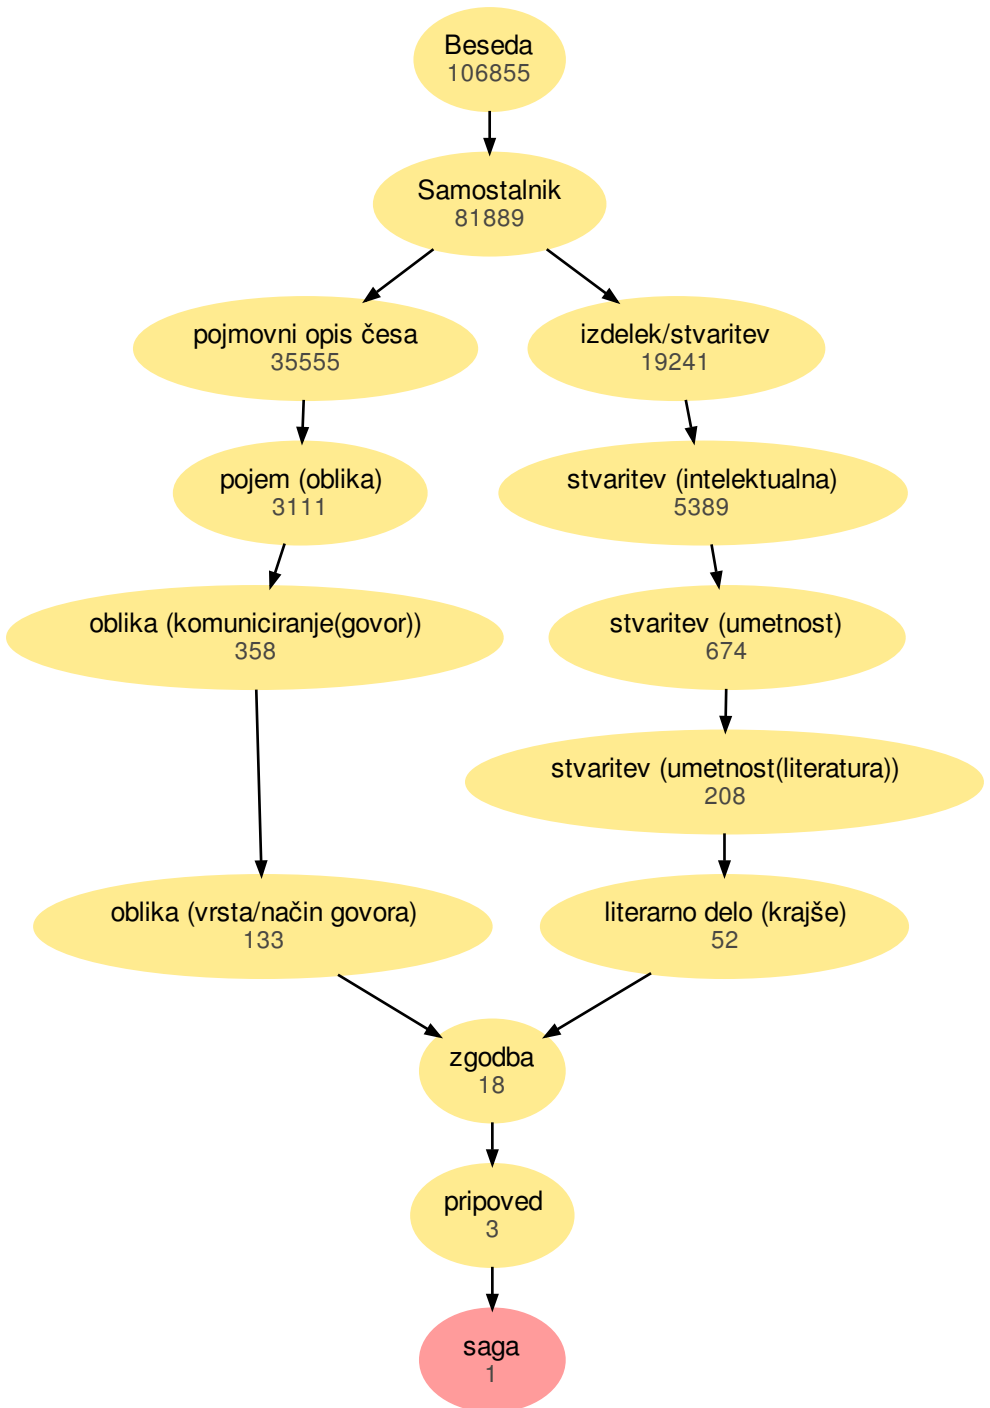 Beseda
106855
Samostalnik
81889
pojmovni opis česa
35555
izdelek/stvaritev
19241
pojem (oblika)
3111
stvaritev (intelektualna)
5389
oblika (komuniciranje(govor))
358
stvaritev (umetnost)
674
stvaritev (umetnost(literatura))
208
oblika (vrsta/način govora)
133
literarno delo (krajše)
52
zgodba
18
pripoved
3
saga
1